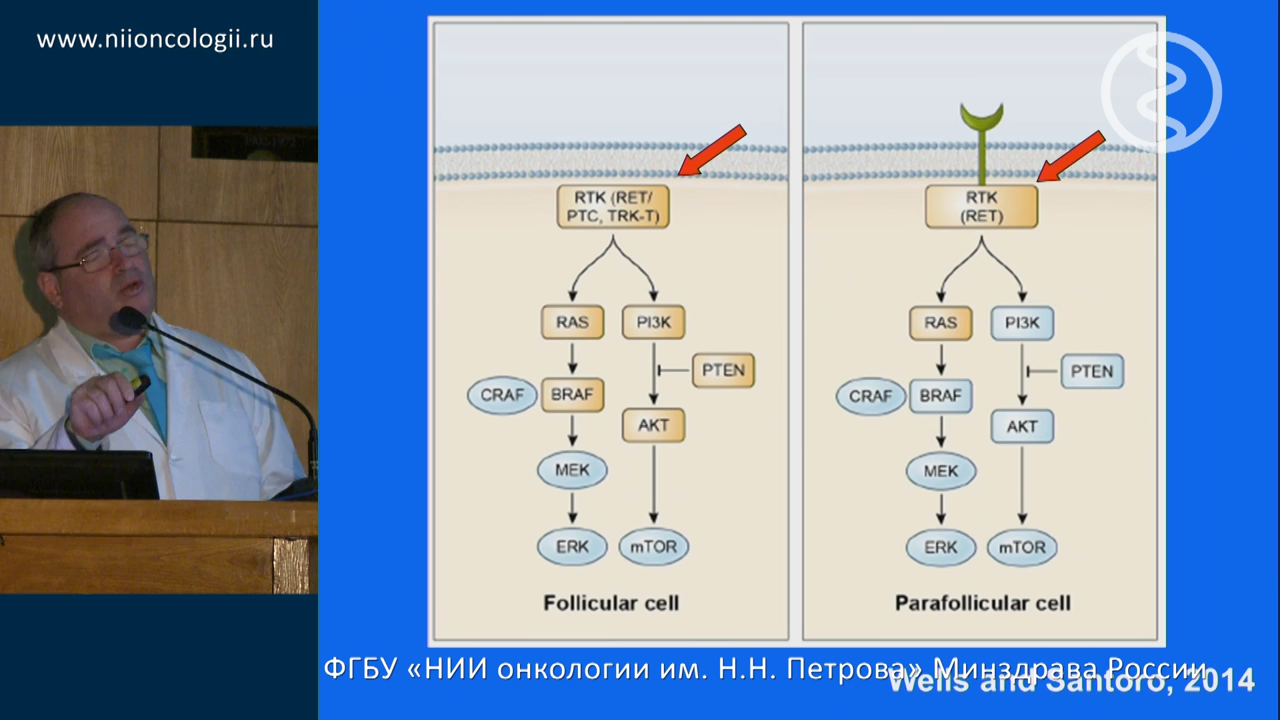 www.niioncologii.ru
RTK (RET/
PTC, TRK-T)
RAS
PI3K
PTEN
CRAF
BRAF
AKT
MEK
ERK
mTOR
Follicular cell
RTK
(RET)
RAS
PI3K
PTEN
CRAF
BRAF
AKT
MEK
ERK
mTOR
Parafollicular cell
ФГБУ «НИИ онкологии им. Н.Н. Петрова» Минздрава России
Wells and Santoro, 2014